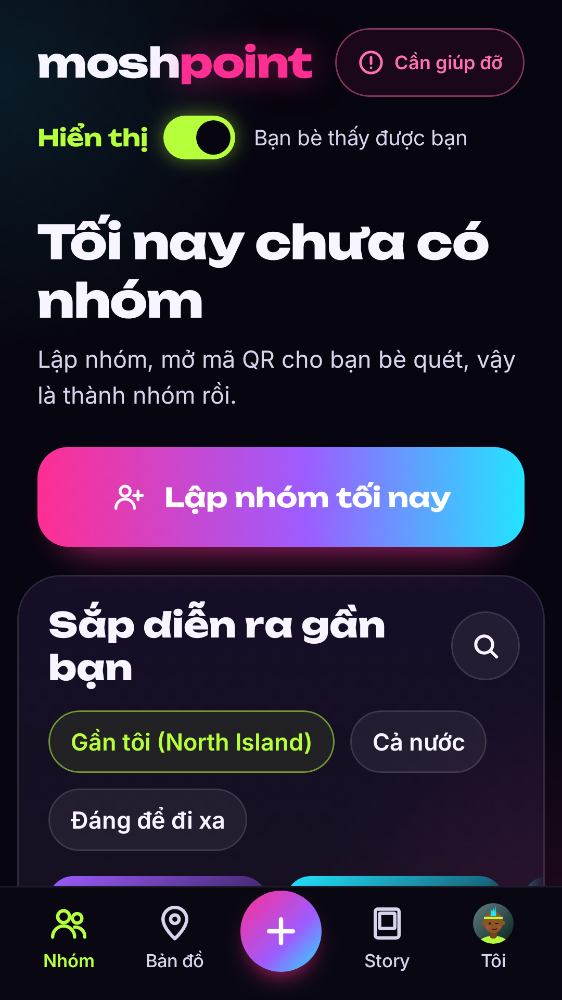 moshpoint
Cần giúp đỡ
Hiển thị
Bạn bè thấy được bạn
Tối nay chưa có
nhóm
Lập nhóm, mở mã QR cho bạn bè quét, vậy
là thành nhóm rồi.
Lập nhóm tối nay
Sắp diễn ra gần
bạn
Gần tôi (North Island)
Cả nước
Đáng để đi xa
Nhóm
Bản đồ
Story
Tôi